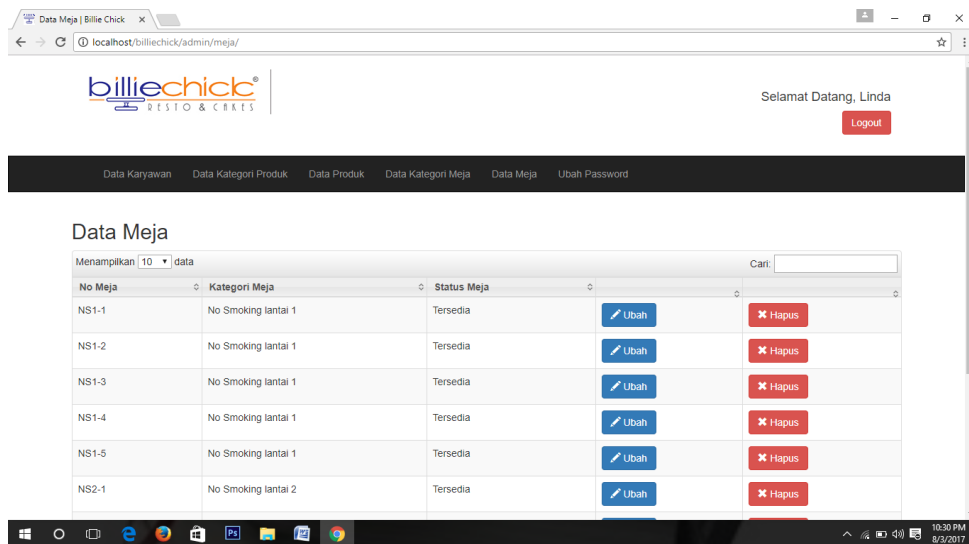 Data Meja | Billie Chick
localhost/billiechick/admin/meja/
billiechick®
RESTO & CAKES
Selamat Datang, Linda
Logout
Data Karyawan Data Kategori Produk Data Produk Data Kategori Meja Data Meja Ubah Password
Data Meja
Menampilkan 10 data
Cari:
No Meja Kategori Meja Status Meja
NS1-1 No Smoking lantai 1 Tersedia Ubah Hapus
NS1-2 No Smoking lantai 1 Tersedia Ubah Hapus
NS1-3 No Smoking lantai 1 Tersedia Ubah Hapus
NS1-4 No Smoking lantai 1 Tersedia Ubah Hapus
NS1-5 No Smoking lantai 1 Tersedia Ubah Hapus
NS2-1 No Smoking lantai 2 Tersedia Ubah Hapus
Ps
10:30 PM
8/3/2017